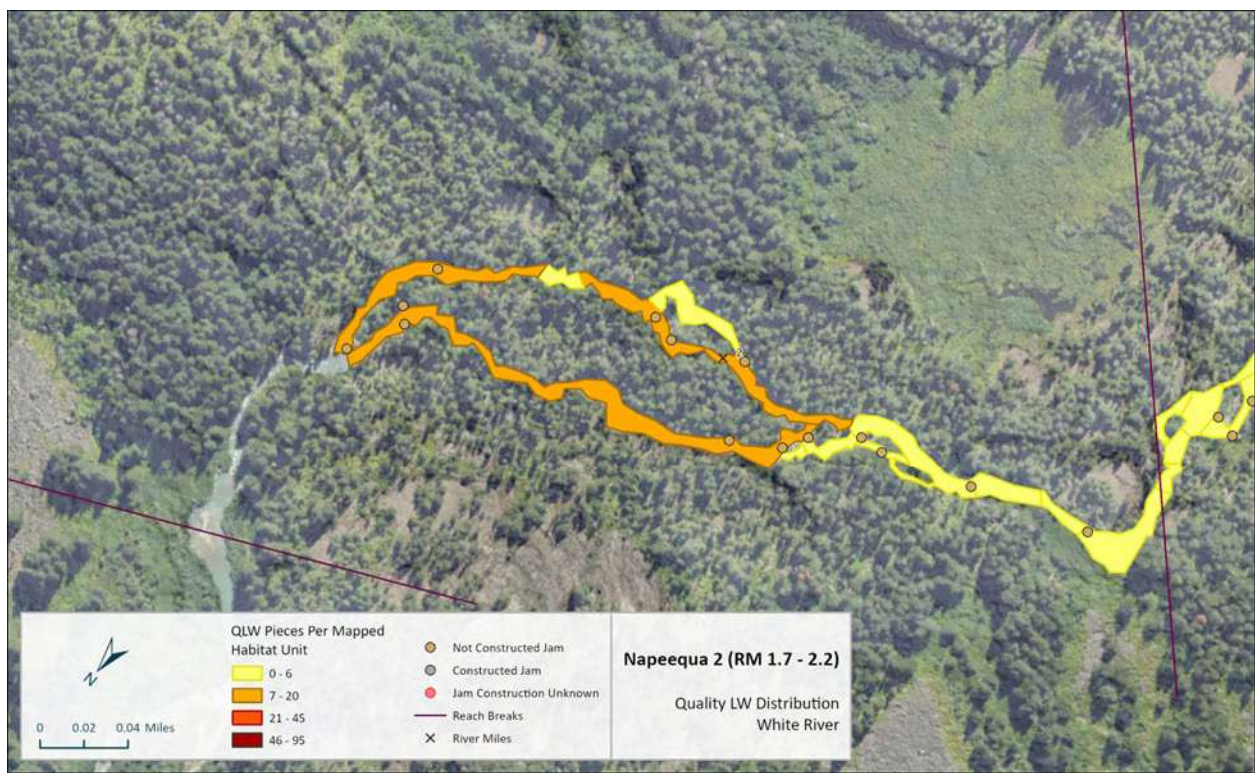 2
N
0 0.02 0.04 Miles
QLW Pieces Per Mapped
Habitat Unit
0 - 6
7 - 20
21 - 45
46 - 95
Not Constructed Jam
Constructed Jam
Jam Construction Unknown
Reach Breaks
River Miles
Napeequa 2 (RM 1.7 - 2.2)
Quality LW Distribution
White River